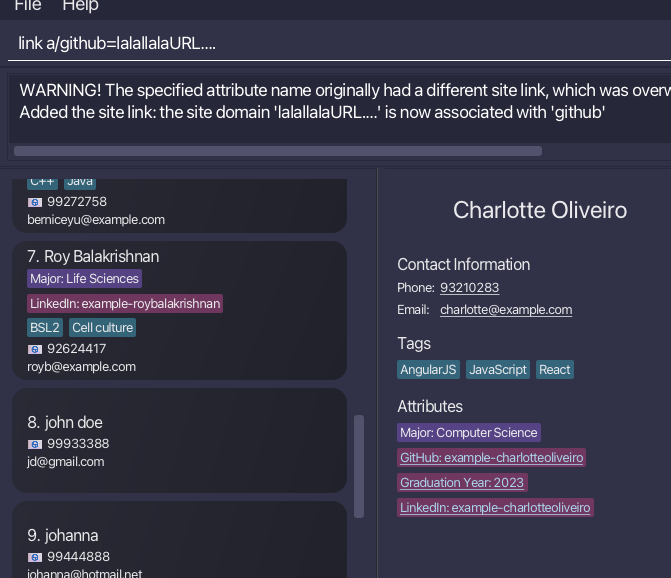 File Help
link a/github=lalallalaURL....
WARNING! The specified attribute name originally had a different site link, which was overw
Added the site link: the site domain 'lalallalaURL....' is now associated with 'github'
C++ Java
99272758
berniceyu@example.com
7. Roy Balakrishnan
Major: Life Sciences
LinkedIn: example-roybalakrishnan
BSL2 Cell culture
92624417
royb@example.com
8. john doe
99933388
jd@gmail.com
9. johanna
99444888
johanna@hotmail.net
Charlotte Oliveiro
Contact Information
Phone: 93210283
Email: charlotte@example.com
Tags
AngularJS JavaScript React
Attributes
Major: Computer Science
GitHub: example-charlotteoliveiro
Graduation Year: 2023
LinkedIn: example-charlotteoliveiro